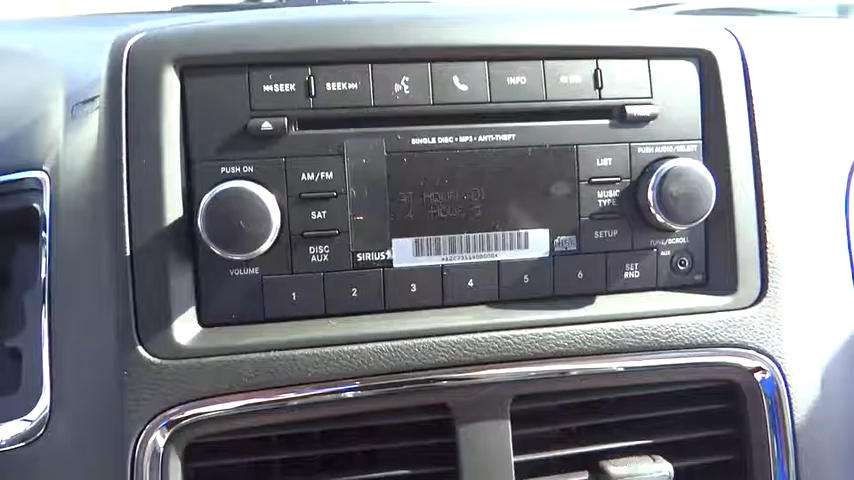 SEEK
SEEK
INFO
SINGLE DISC • MP3 • ANTI-THEFT
PUSH ON
VOLUME
AM/FM
SAT
DISC
AUX
SIRIUS
LIST
MUSIC
TYPE
SETUP
PUSH AUDIO/SELECT
TUNE/SCROLL
AUX
1
2
3
4
5
6
SET
RND